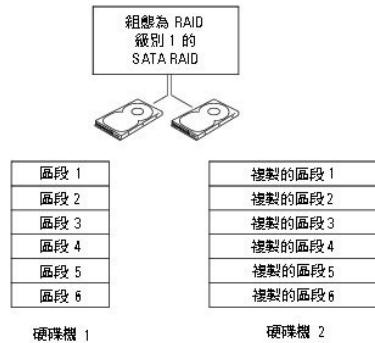 組態為 RAID
級別 1 的
SATA RAID
區段 1
區段 2
區段 3
區段 4
區段 5
區段 6
硬碟機 1
複製的區段 1
複製的區段 2
複製的區段 3
複製的區段 4
複製的區段 5
複製的區段 6
硬碟機 2